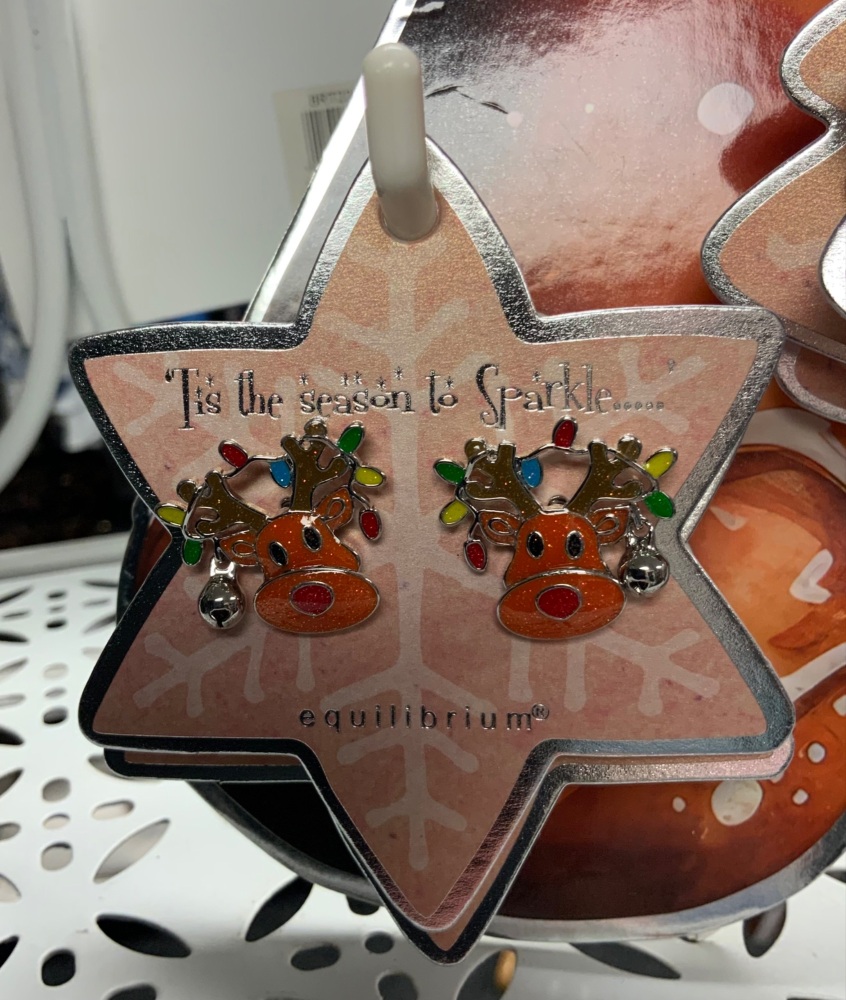 'Tis the season to Sparkle.....'
equilibrium®